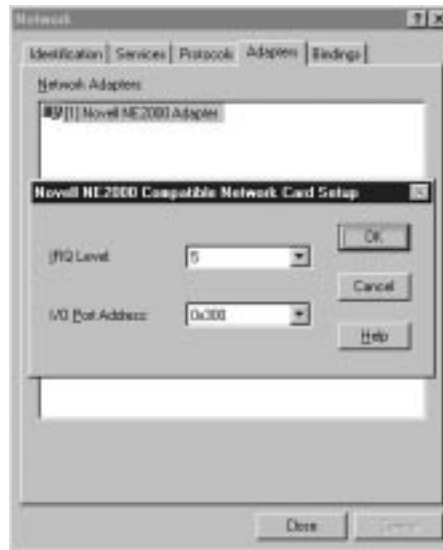 Network
Identification Services Protocols Adapters Bindings
Network Adapters:
[1] Novell NE2000 Adapter
Novell NE2000 Compatible Network Card Setup
IRQ Level: 5
OK
Cancel
I/O Port Address: 0x300
Help
Close